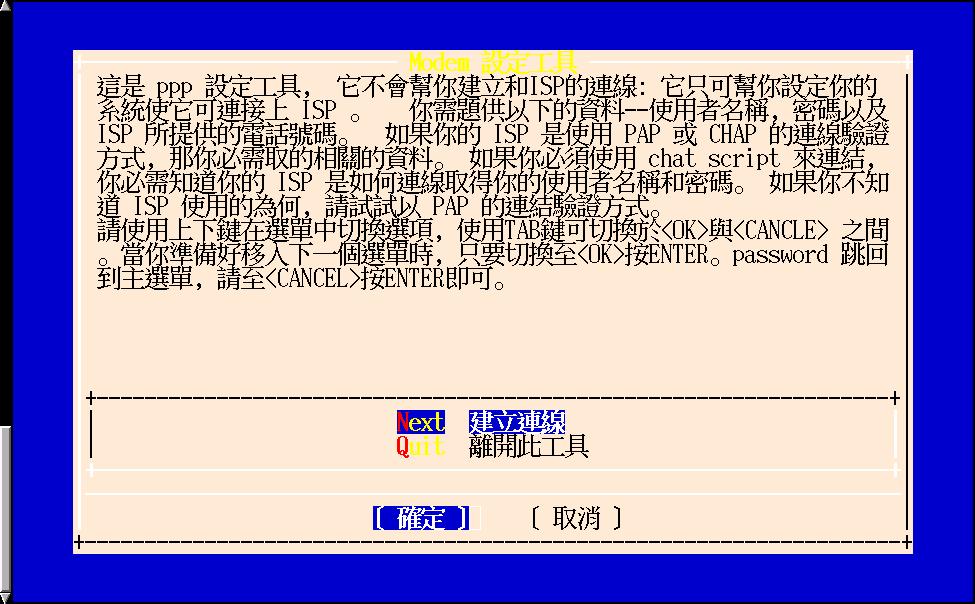 Modem 設定工具
這是 ppp 設定工具, 它不會幫你建立和ISP的連線: 它只可幫你設定你的
系統使它可連接上 ISP 。 你需題供以下的資料--使用者名稱, 密碼以及
ISP 所提供的電話號碼。 如果你的 ISP 是使用 PAP 或 CHAP 的連線驗證
方式, 那你必需取的相關的資料。 如果你必須使用 chat script 來連結,
你必需知道你的 ISP 是如何連線取得你的使用者名稱和密碼。 如果你不知
道 ISP 使用的為何, 請試試以 PAP 的連結驗證方式。
請使用上下鍵在選單中切換選項, 使用TAB鍵可切換於<OK>與<CANCLE> 之間
。當你準備好移入下一個選單時, 只要切換至<OK>按ENTER。password 跳回
到主選單, 請至<CANCEL>按ENTER即可。
Next 建立連線
Quit 離開此工具
[ 確定 ] [ 取消 ]